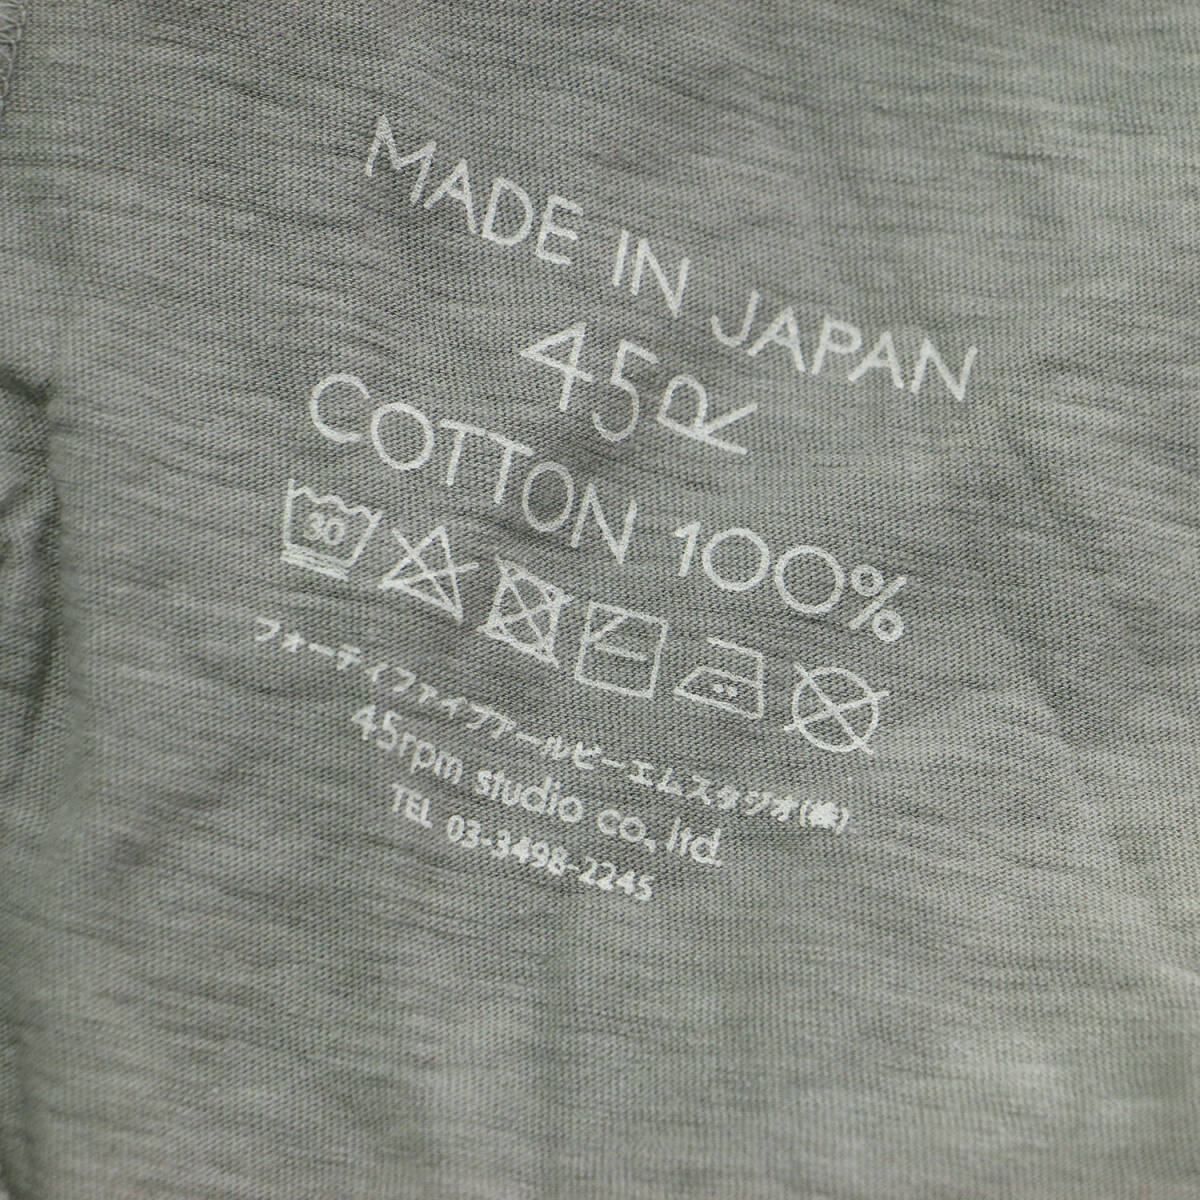 MADE IN JAPAN
45R
COTTON 100%
30
フォーティファイブアールピーエムスタジオ(株)
45rpm studio co., ltd.
TEL 03-3498-2245